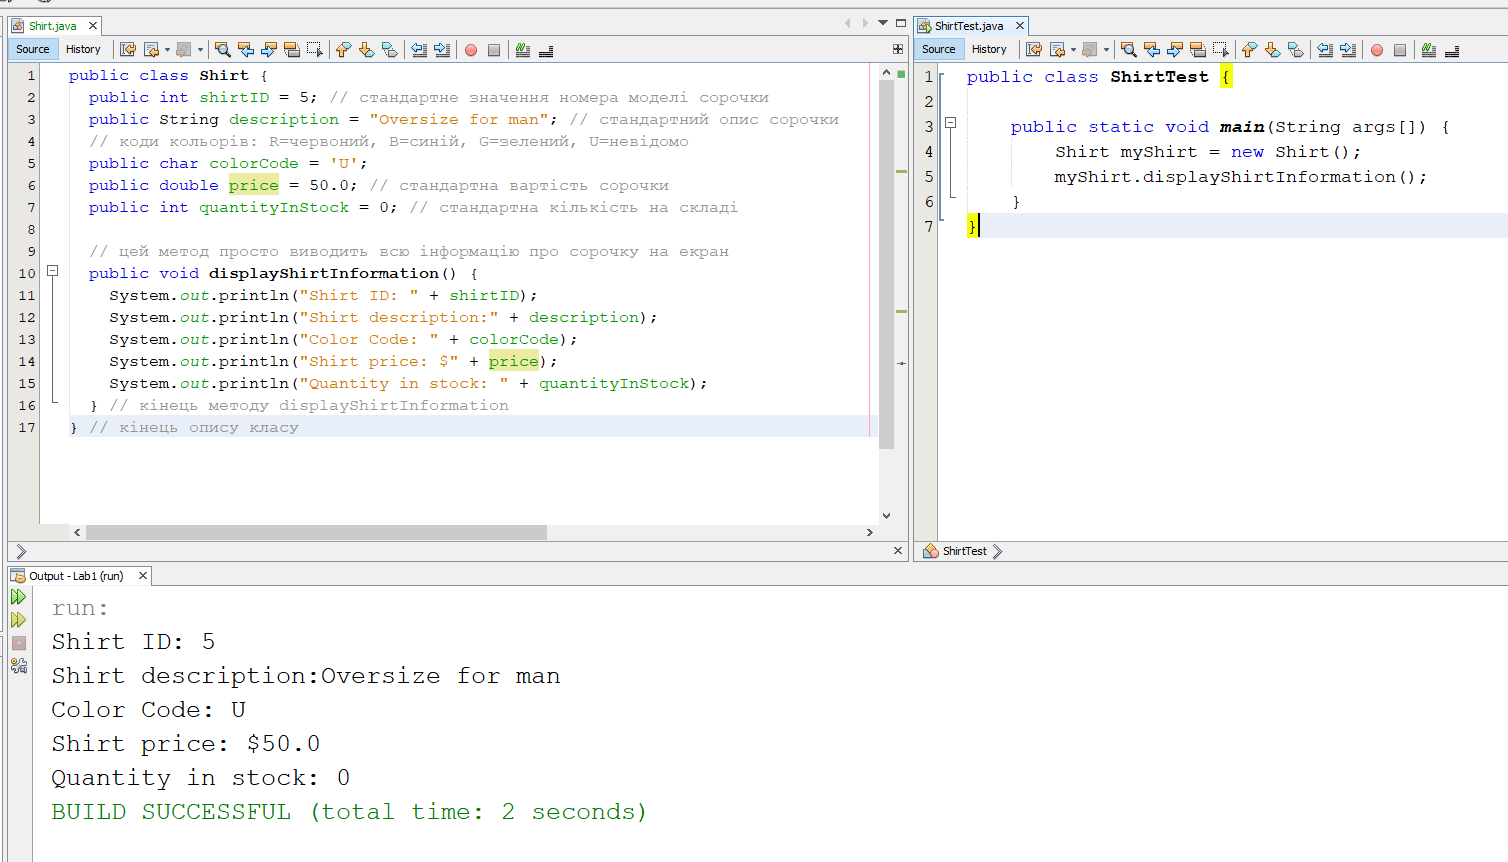 Shirt.java
Source History
1 public class Shirt {
2 public int shirtID = 5; // стандартне значення номера моделі сорочки
3 public String description = "Oversize for man"; // стандартний опис сорочки
4 // коди кольорів: R=червоний, B=синій, G=зелений, U=невідомо
5 public char colorCode = 'U';
6 public double price = 50.0; // стандартна вартість сорочки
7 public int quantityInStock = 0; // стандартна кількість на складі
8
9 // цей метод просто виводить всю інформацію про сорочку на екран
10 public void displayShirtInformation() {
11 System.out.println("Shirt ID: " + shirtID);
12 System.out.println("Shirt description:" + description);
13 System.out.println("Color Code: " + colorCode);
14 System.out.println("Shirt price: $" + price);
15 System.out.println("Quantity in stock: " + quantityInStock);
16 } // кінець методу displayShirtInformation
17 } // кінець опису класу
ShirtTest.java
Source History
1 public class ShirtTest {
2
3 public static void main(String args[]) {
4 Shirt myShirt = new Shirt();
5 myShirt.displayShirtInformation();
6 }
7 }
ShirtTest
Output - Lab1 (run)
run:
Shirt ID: 5
Shirt description:Oversize for man
Color Code: U
Shirt price: $50.0
Quantity in stock: 0
BUILD SUCCESSFUL (total time: 2 seconds)